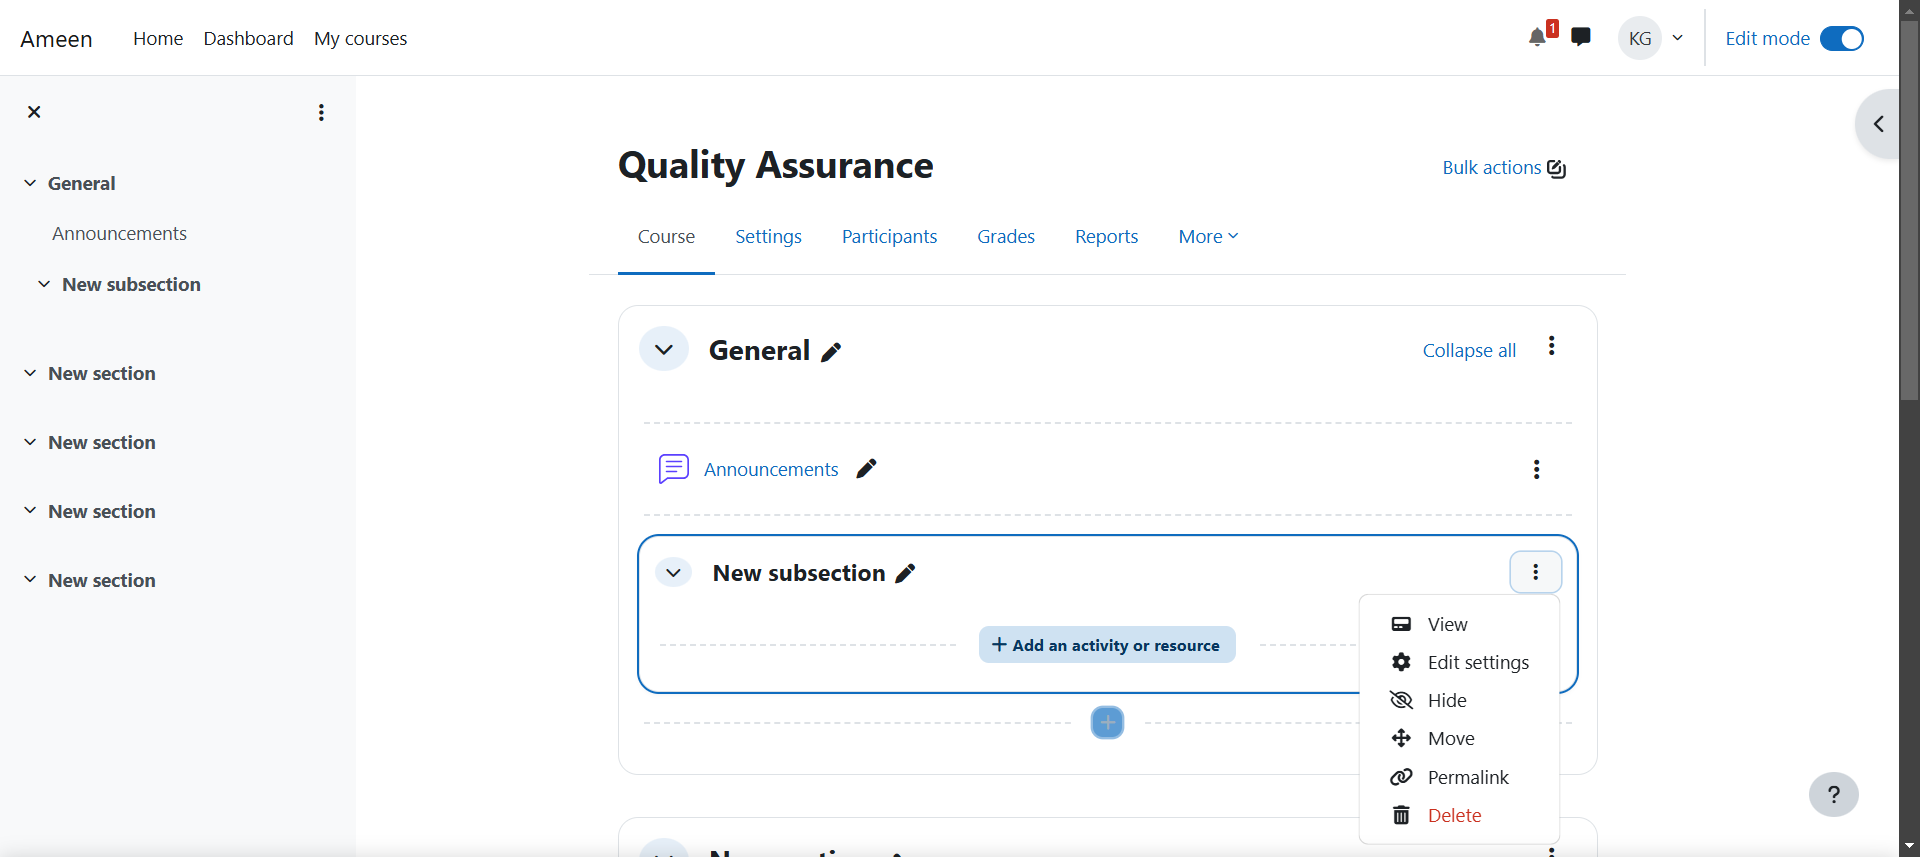 Ameen
Home
Dashboard
My courses
1
KG
Edit mode
General
Announcements
New subsection
New section
New section
New section
New section
Quality Assurance
Bulk actions
Course
Settings
Participants
Grades
Reports
More
General
Collapse all
Announcements
New subsection
Add an activity or resource
View
Edit settings
Hide
Move
Permalink
Delete
?